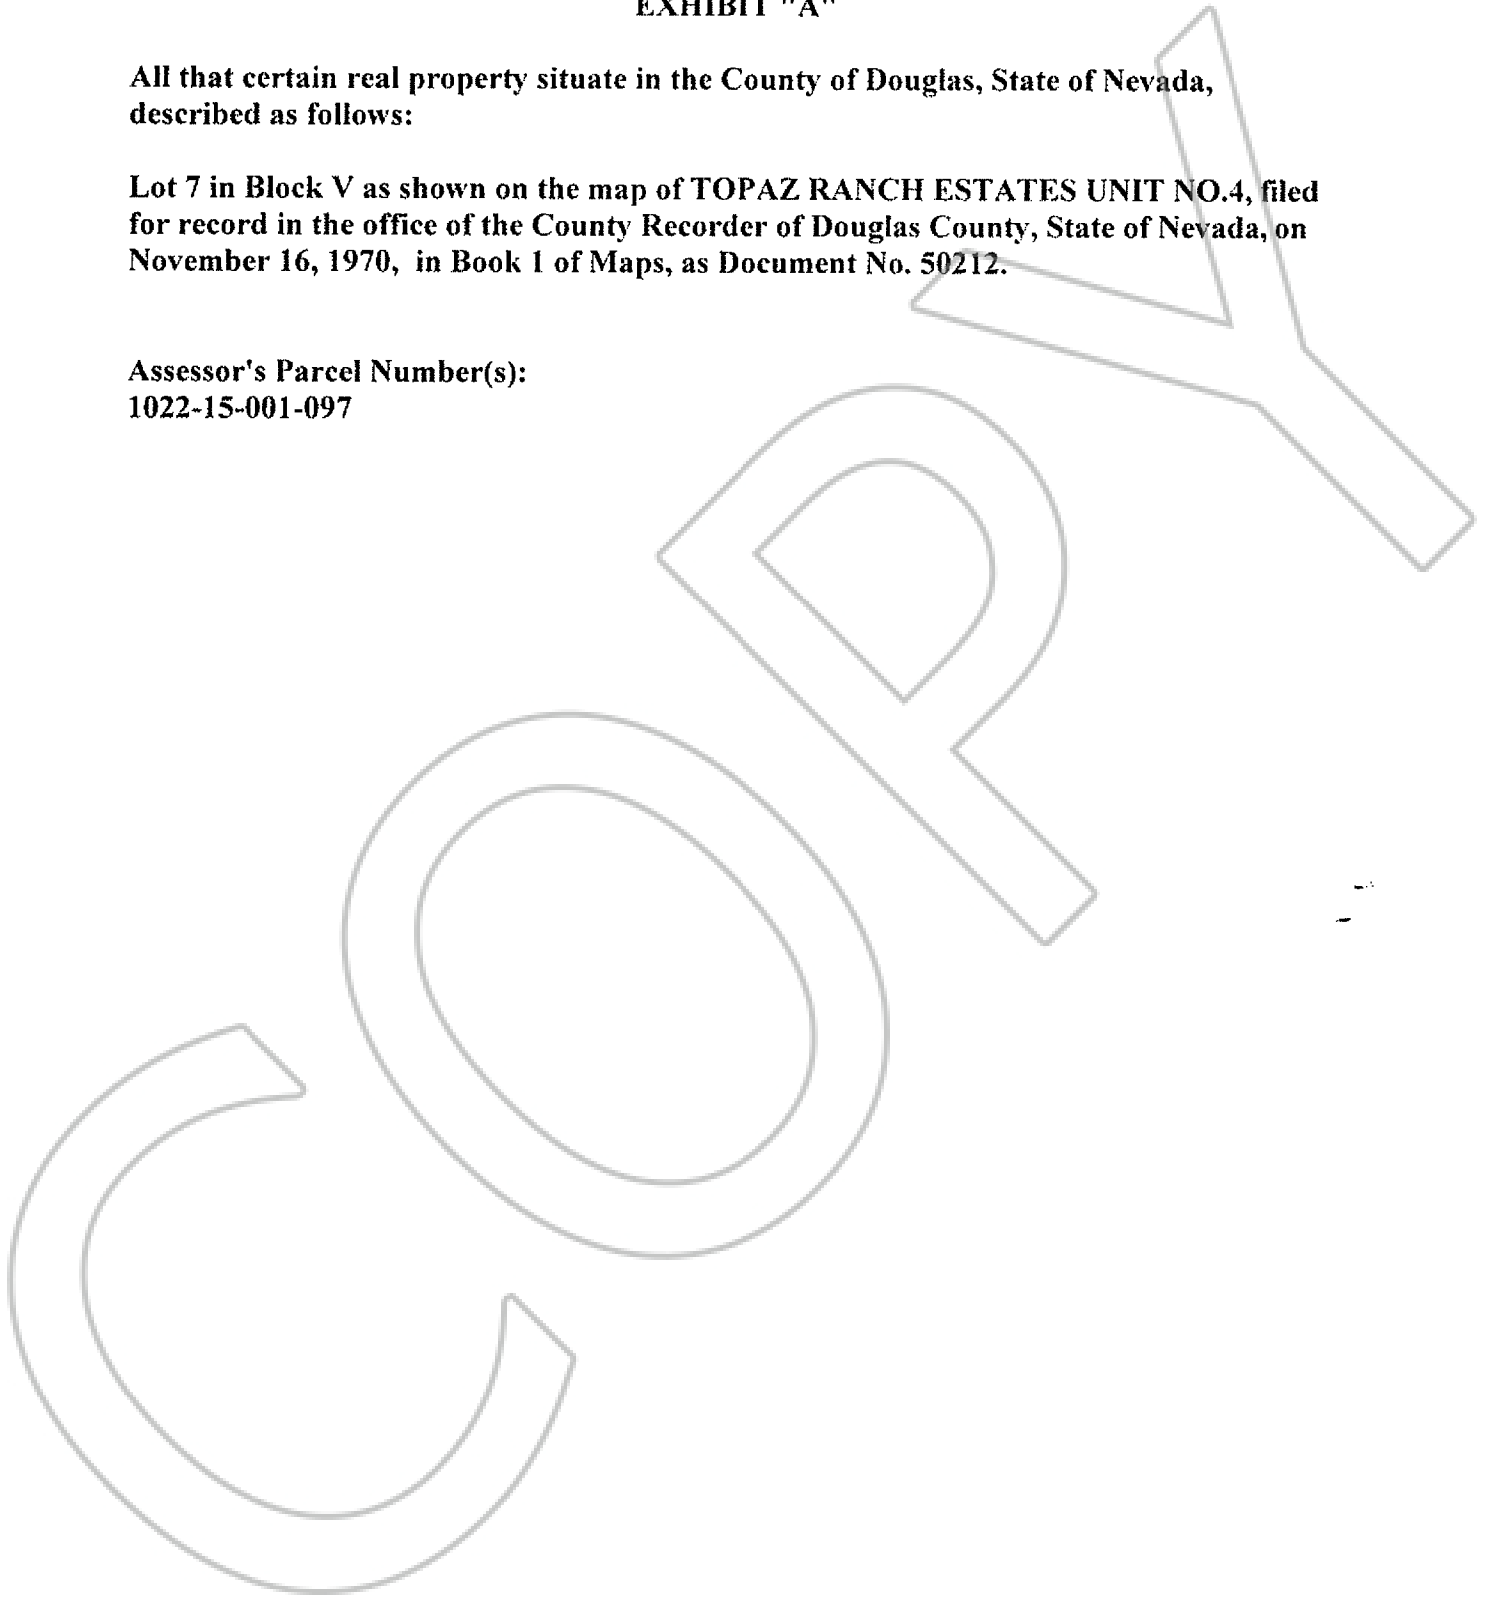 EXHIBIT "A"
All that certain real property situate in the County of Douglas, State of Nevada,
described as follows:
Lot 7 in Block V as shown on the map of TOPAZ RANCH ESTATES UNIT NO.4, filed
for record in the office of the County Recorder of Douglas County, State of Nevada, on
November 16, 1970, in Book 1 of Maps, as Document No. 50212.
Assessor's Parcel Number(s):
1022-15-001-097
COPY